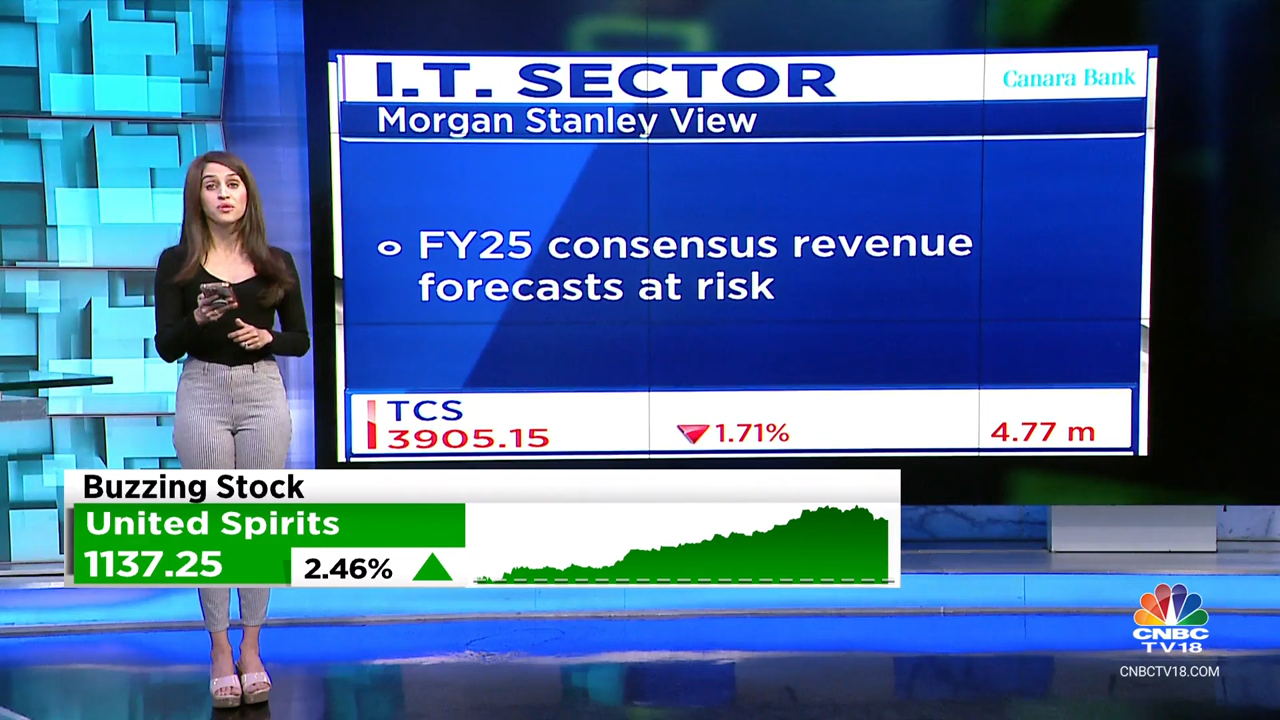 I.T. SECTOR
Canara Bank
Morgan Stanley View
FY25 consensus revenue
forecasts at risk
TCS
3905.15
1.71%
4.77 m
Buzzing Stock
United Spirits
1137.25
2.46%
CNBC
TV18
CNBCTV18.COM